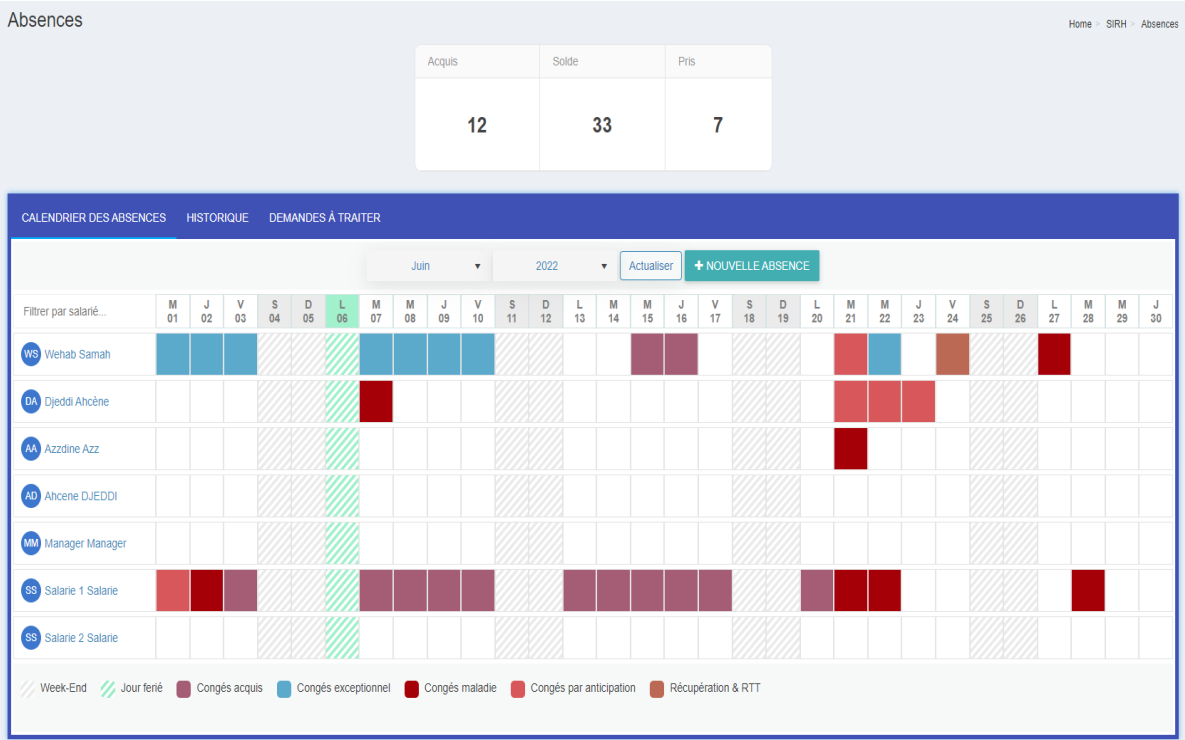 Absences
Home > SIRH > Absences
Acquis Solde Pris
12 33 7
CALENDRIER DES ABSENCES HISTORIQUE DEMANDES À TRAITER
Juin 2022 Actualiser + NOUVELLE ABSENCE
Filtrer par salarié... M J V S D L M M J V S D L M M J V S D L M M J V S D L M M J
01 02 03 04 05 06 07 08 09 10 11 12 13 14 15 16 17 18 19 20 21 22 23 24 25 26 27 28 29 30
WS Wehab Samah
DA Djeddi Ahcène
AA Azzdine Azz
AD Ahcene DJEDDI
MM Manager Manager
SS Salarie 1 Salarie
SS Salarie 2 Salarie
Week-End Jour ferié Congés acquis Congés exceptionnel Congés maladie Congés par anticipation Récupération & RTT